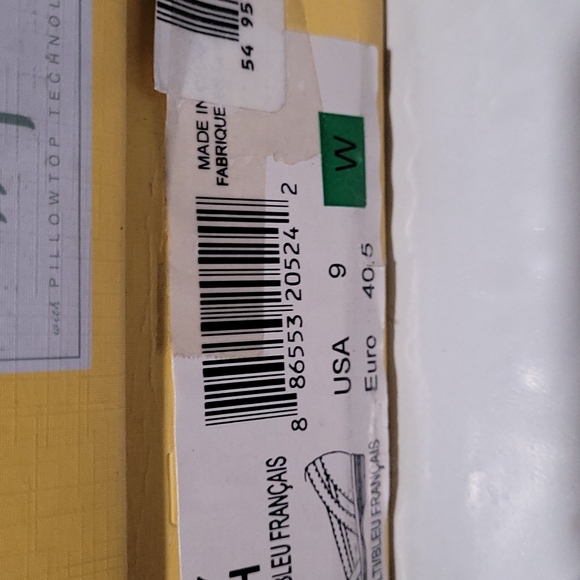 with PILLOWTOP
54 95
MADE IN
FABRIQUE
8 86553 20524 2
W
USA 9
Euro 40,5
BLEU FRANÇAIS
H
BLEU FRANÇAIS